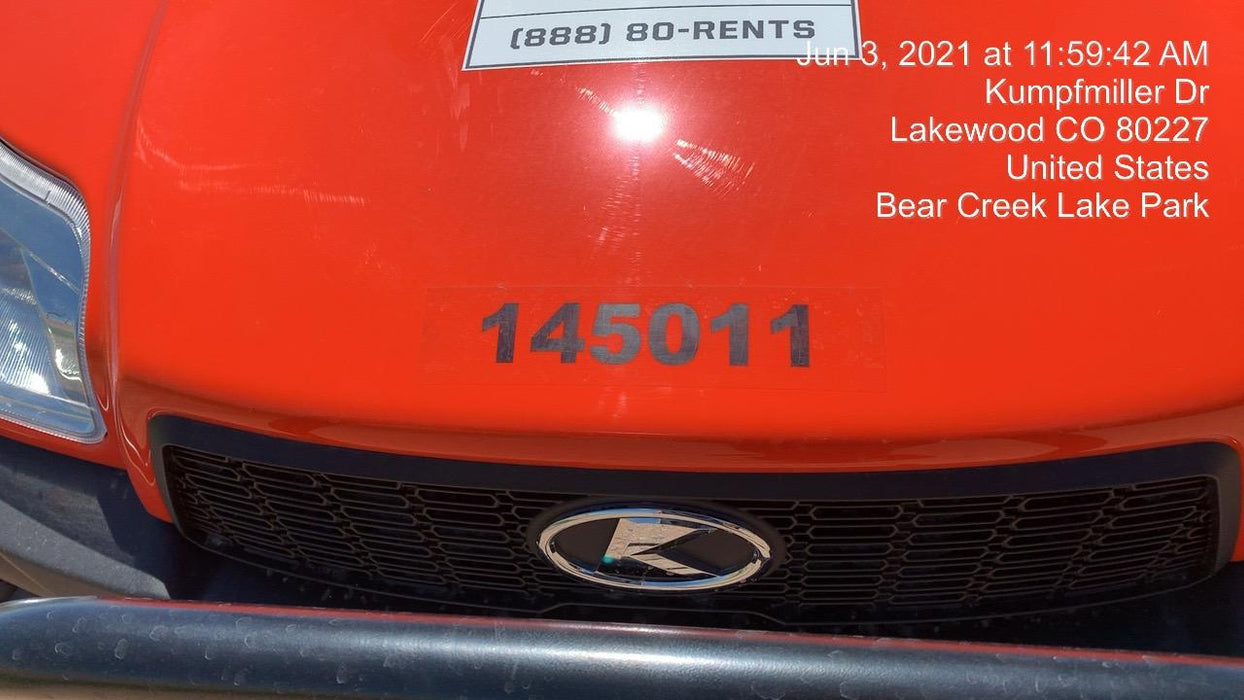 (888) 80-RENTS
Jun 3, 2021 at 11:59:42 AM
Kumpfmiller Dr
Lakewood CO 80227
United States
Bear Creek Lake Park
145011
K